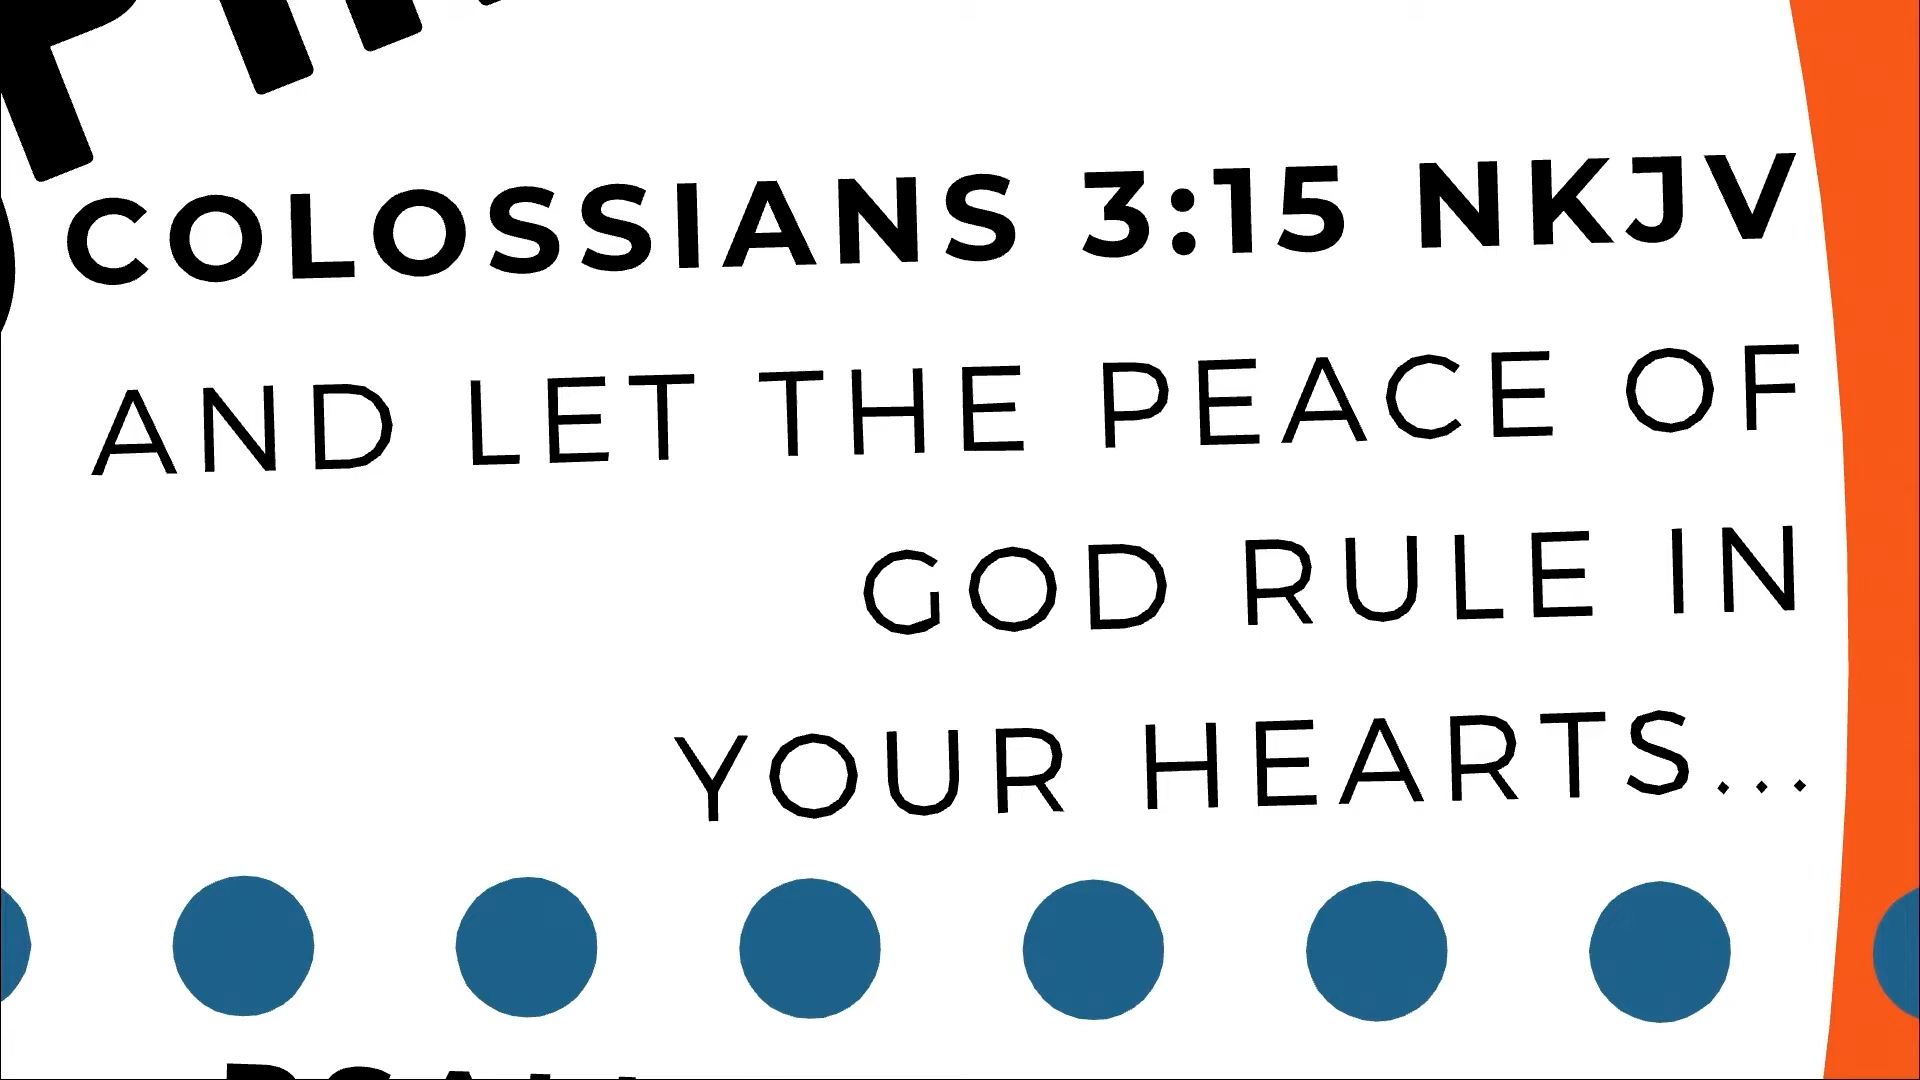 COLOSSIANS 3:15 NKJV
AND LET THE PEACE OF
GOD RULE IN
YOUR HEARTS...